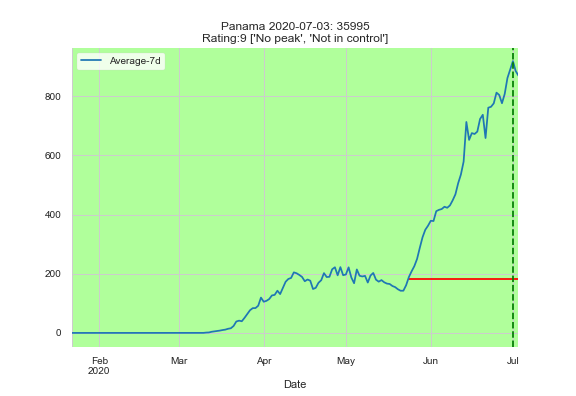 Panama 2020-07-03: 35995
Rating:9 ['No peak', 'Not in control']
Average-7d
800
600
400
200
0
Feb
2020
Mar
Apr
May
Jun
Jul
Date